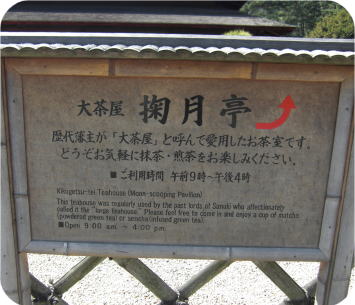 大茶屋 掬月亭
歴代藩主が「大茶屋」と呼んで愛用したお茶室です。
どうぞお気軽に抹茶・煎茶をお楽しみください。
■ご利用時間 午前9時～午後4時
Kikugetsu-tei Teahouse (Moon-scooping Pavilion)
This teahouse was regularly used by the past lords of Sanuki who affectionately
called it the "large teahouse." Please feel free to come in and enjoy a cup of matcha
(powdered green tea) or sencha(infused green tea).
■Open 9:00 a.m. ~ 4:00 p.m.